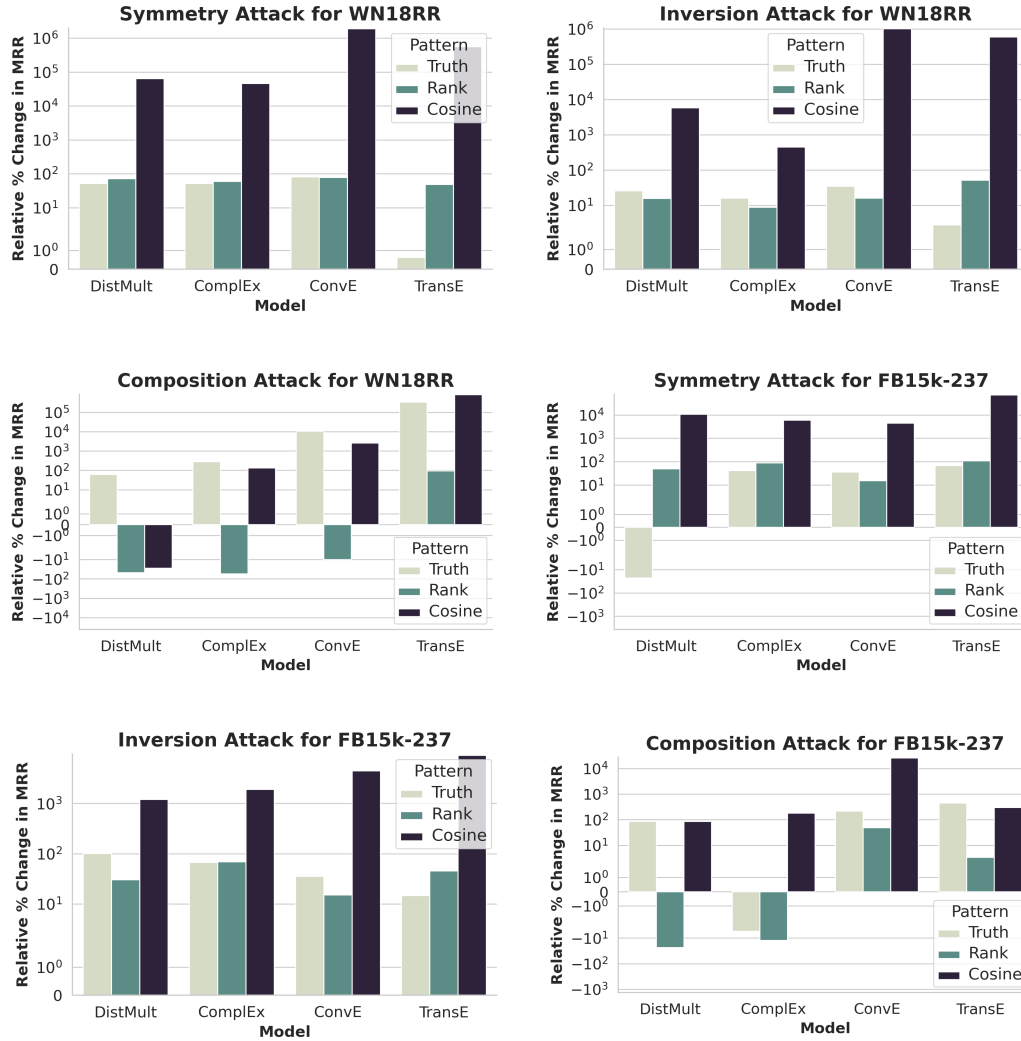 Symmetry Attack for WN18RR
Relative % Change in MRR
10^6
10^5
10^4
10^3
10^2
10^1
10^0
0
Pattern
Truth
Rank
Cosine
DistMult ComplEx ConvE TransE
Model
Inversion Attack for WN18RR
Relative % Change in MRR
10^6
10^5
10^4
10^3
10^2
10^1
10^0
0
Pattern
Truth
Rank
Cosine
DistMult ComplEx ConvE TransE
Model
Composition Attack for WN18RR
Relative % Change in MRR
10^5
10^4
10^3
10^2
10^1
10^0
0
−10^0
−10^1
−10^2
−10^3
−10^4
Pattern
Truth
Rank
Cosine
DistMult ComplEx ConvE TransE
Model
Symmetry Attack for FB15k-237
Relative % Change in MRR
10^4
10^3
10^2
10^1
10^0
0
−10^0
−10^1
−10^2
−10^3
Pattern
Truth
Rank
Cosine
DistMult ComplEx ConvE TransE
Model
Inversion Attack for FB15k-237
Relative % Change in MRR
10^3
10^2
10^1
10^0
0
Pattern
Truth
Rank
Cosine
DistMult ComplEx ConvE TransE
Model
Composition Attack for FB15k-237
Relative % Change in MRR
10^4
10^3
10^2
10^1
10^0
0
−10^0
−10^1
−10^2
−10^3
Pattern
Truth
Rank
Cosine
DistMult ComplEx ConvE TransE
Model